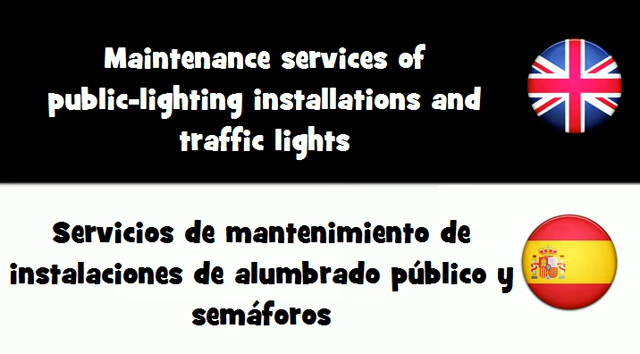 Maintenance services of
public-lighting installations and
traffic lights
Servicios de mantenimiento de
instalaciones de alumbrado público y
semáforos